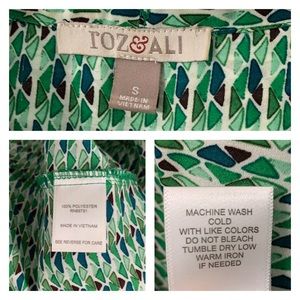 roz&ALI
S
MADE IN
VIETNAM
100% POLYESTER
MADE IN VIETNAM
SEE REVERSE FOR CARE
MACHINE WASH
COLD
WITH LIKE COLORS
DO NOT BLEACH
TUMBLE DRY LOW
WARM IRON
IF NEEDED